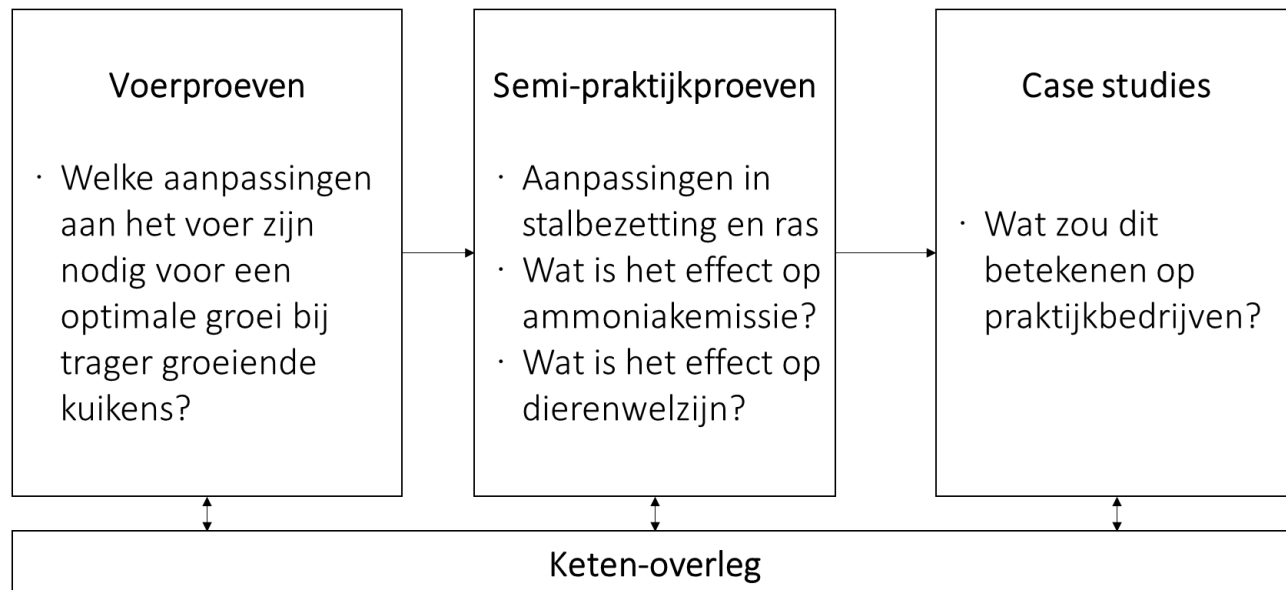 Voerproeven
· Welke aanpassingen
aan het voer zijn
nodig voor een
optimale groei bij
trager groeiende
kuikens?
Semi-praktijkproeven
· Aanpassingen in
stalbezetting en ras
· Wat is het effect op
ammoniakemissie?
· Wat is het effect op
dierenwelzijn?
Case studies
· Wat zou dit
betekenen op
praktijkbedrijven?
Keten-overleg